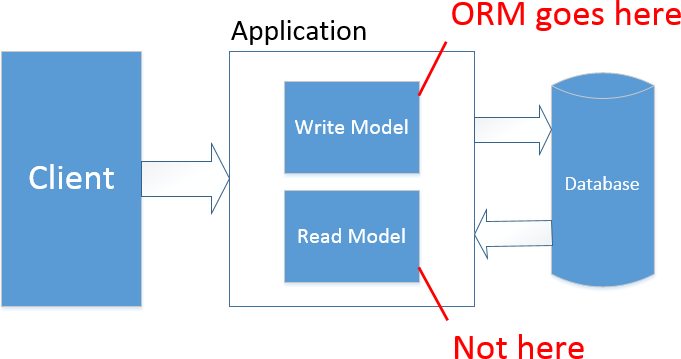 ORM goes here
Application
Write Model
Client
Database
Read Model
Not here